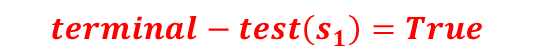 terminal − test(s₁) = True